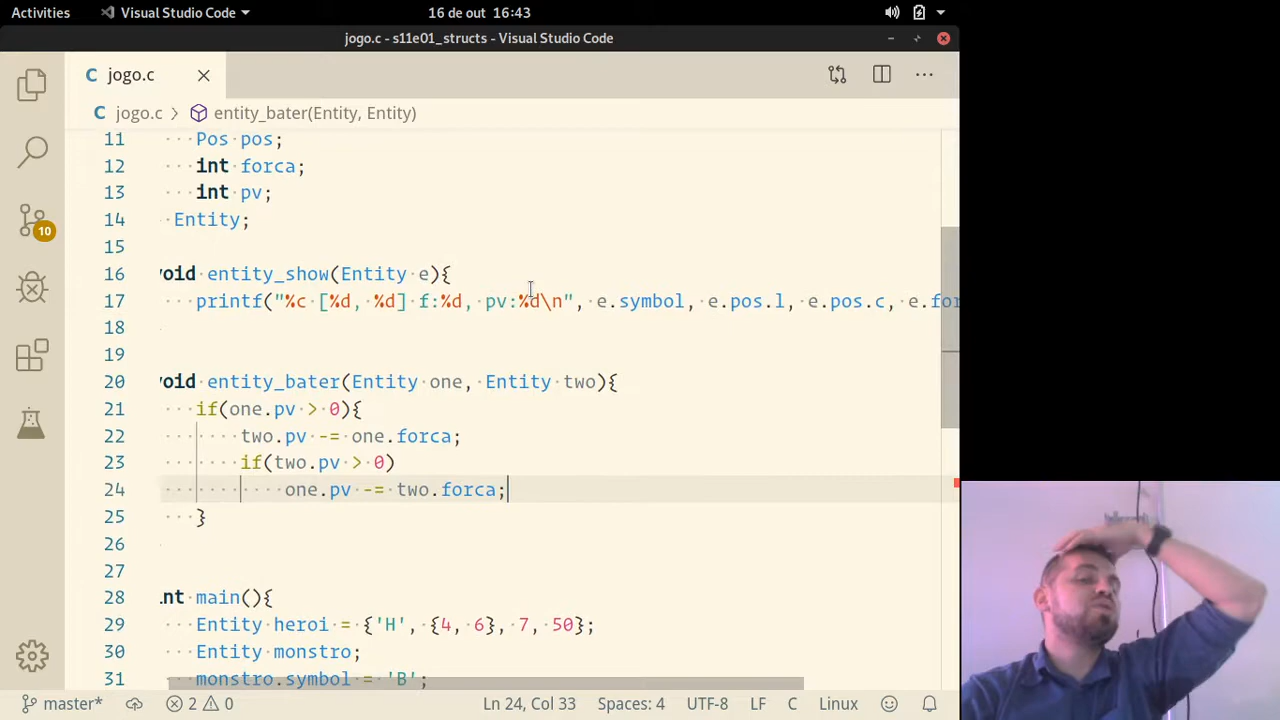 Activities Visual Studio Code 16 de out 16:43
jogo.c - s11e01_structs - Visual Studio Code
C jogo.c
C jogo.c > entity_bater(Entity, Entity)
11 Pos pos;
12 int forca;
13 int pv;
14 Entity;
15
16 void entity_show(Entity e){
17 printf("%c [%d, %d] f:%d, pv:%d\n", e.symbol, e.pos.l, e.pos.c, e.for
18
19
20 void entity_bater(Entity one, Entity two){
21 if(one.pv > 0){
22 two.pv -= one.forca;
23 if(two.pv > 0)
24 one.pv -= two.forca;
25 }
26
27
28 int main(){
29 Entity heroi = {'H', {4, 6}, 7, 50};
30 Entity monstro;
31 monstro.symbol = 'B';
10
master* 2 0 Ln 24, Col 33 Spaces: 4 UTF-8 LF C Linux